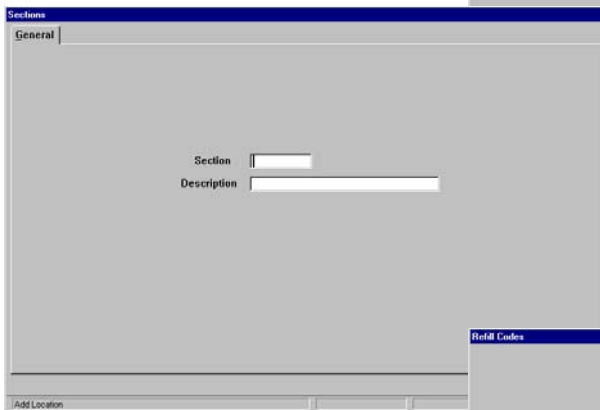 Sections
General
Section
Description
Refill Codes
Add Location